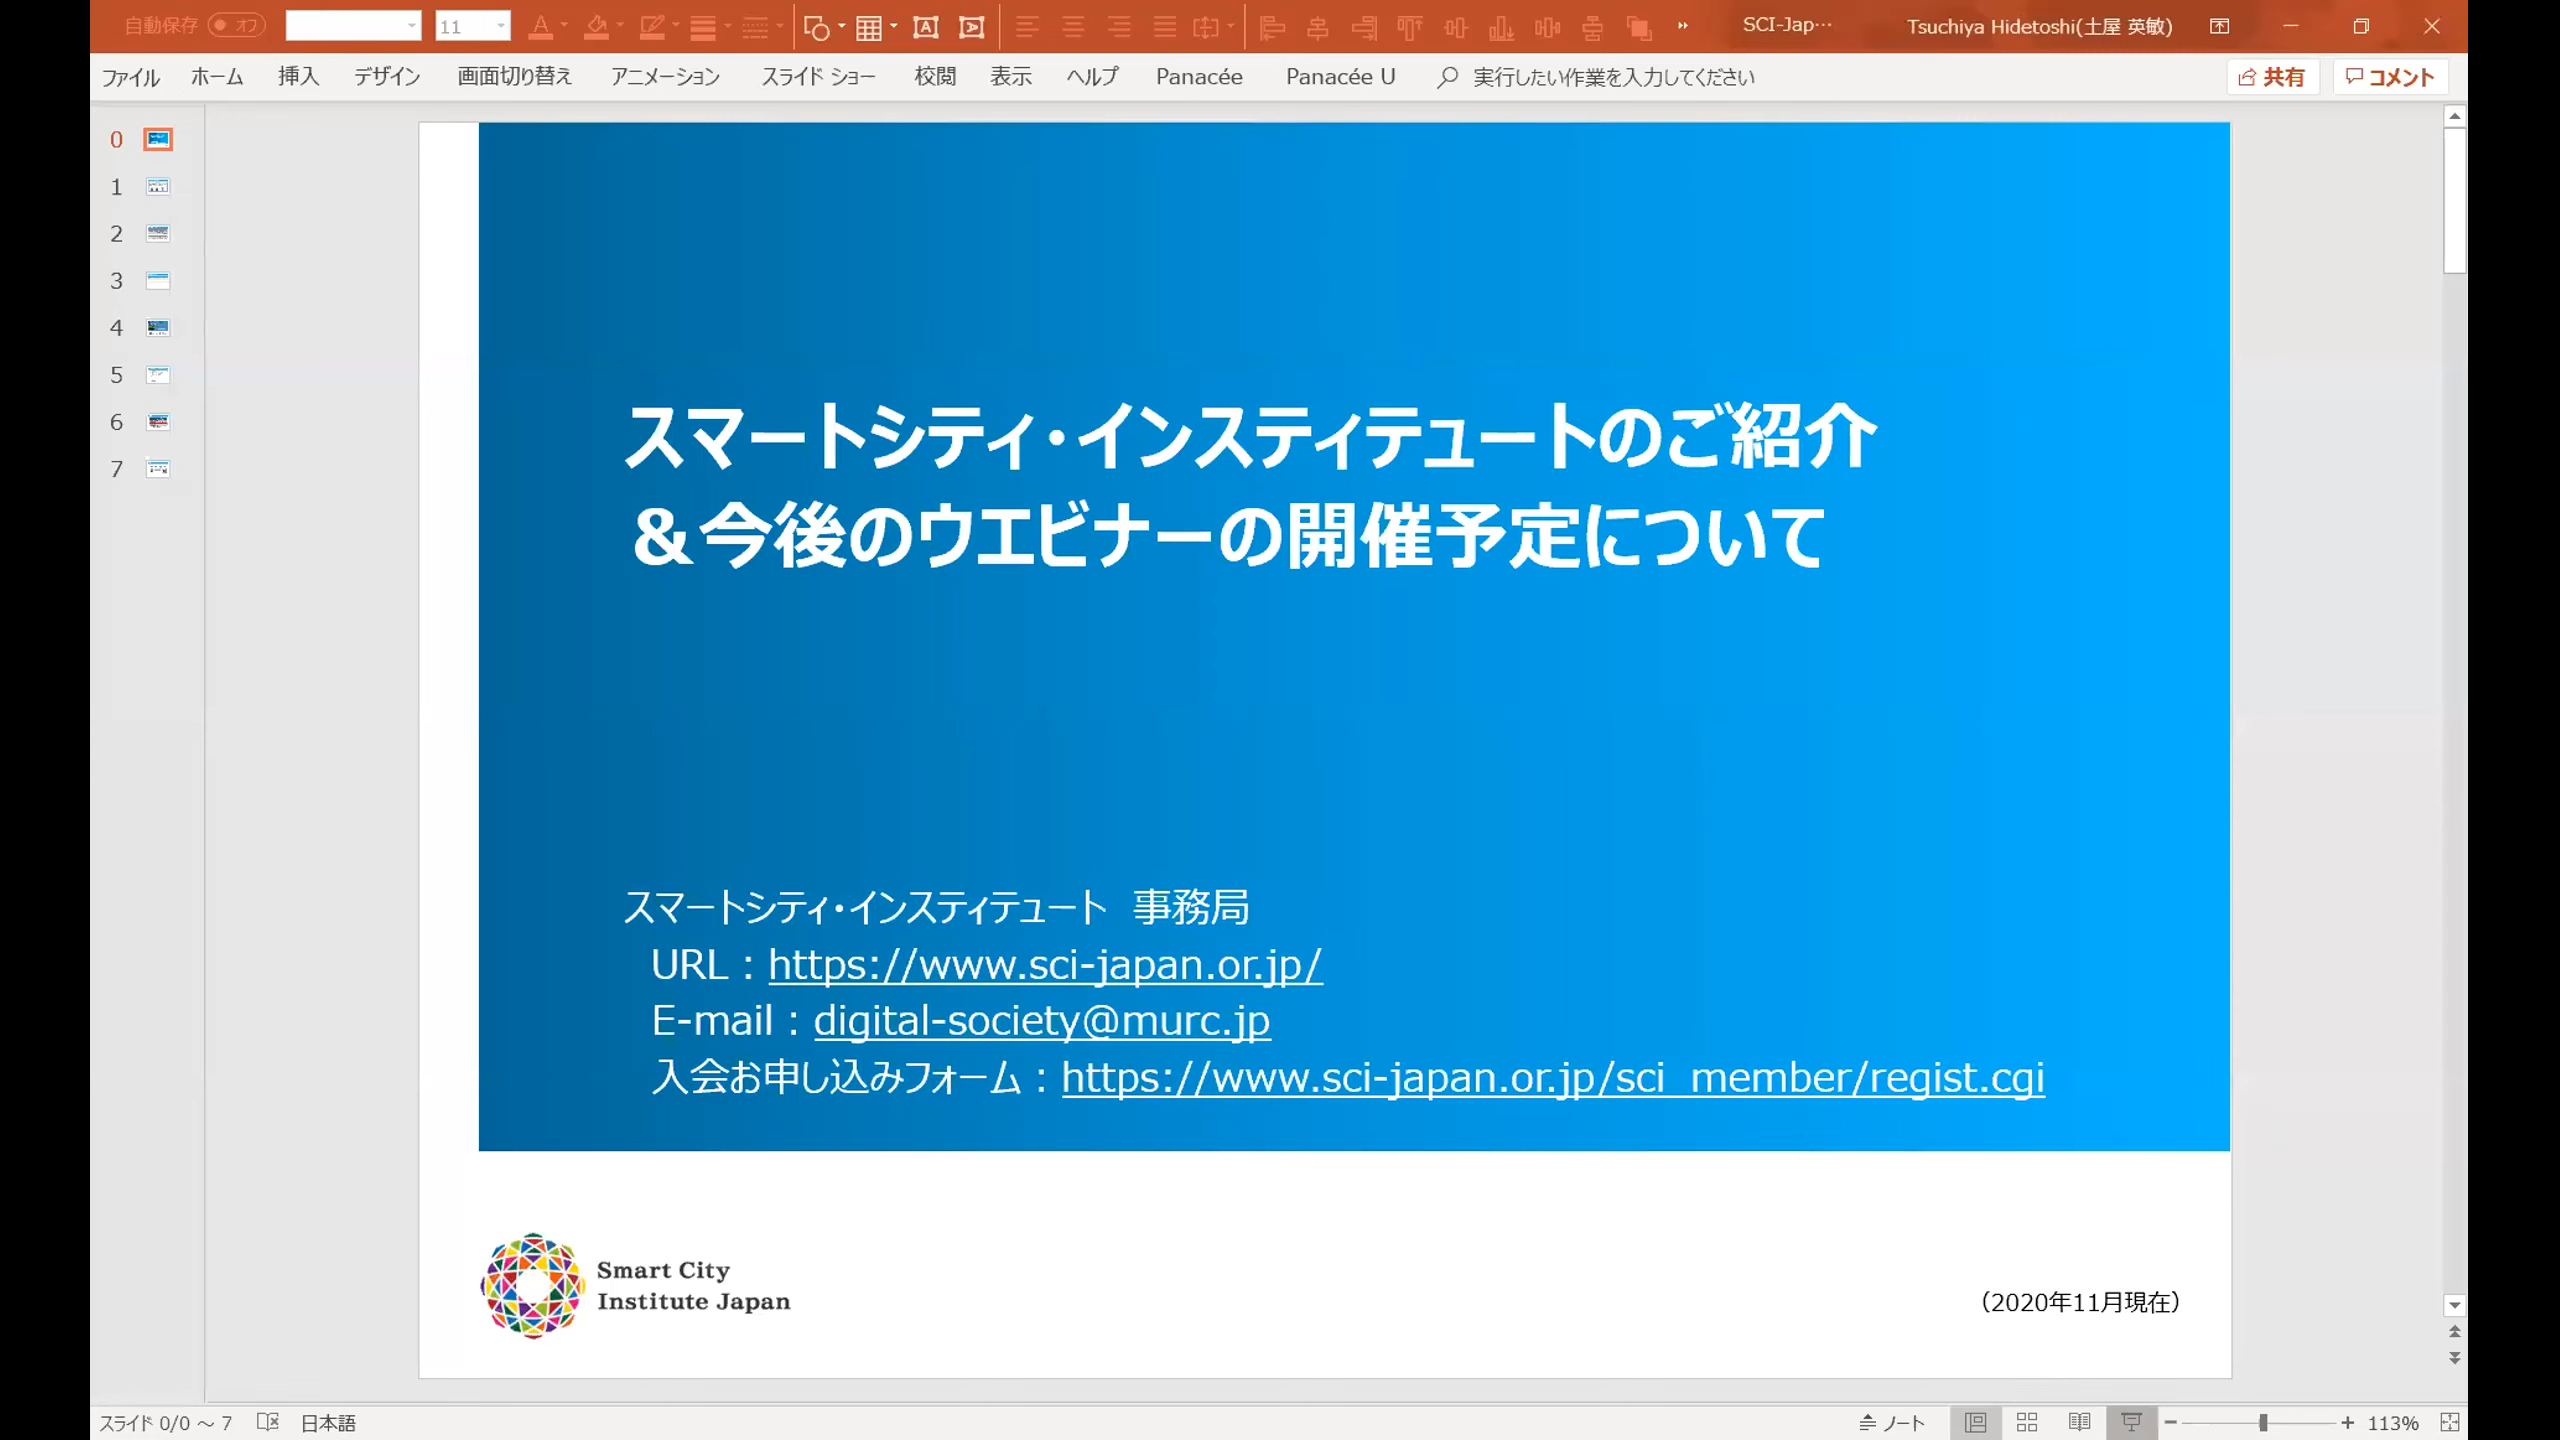 自動保存 オフ 11 SCI-Jap… Tsuchiya Hidetoshi(土屋 英敏)
ファイル ホーム 挿入 デザイン 画面切り替え アニメーション スライド ショー 校閲 表示 ヘルプ Panacée Panacée U 実行したい作業を入力してください 共有 コメント
0
1
2
3
4
5
6
7
スマートシティ・インスティテュートのご紹介
＆今後のウエビナーの開催予定について
スマートシティ・インスティテュート 事務局
URL：https://www.sci-japan.or.jp/
E-mail：digital-society@murc.jp
入会お申し込みフォーム：https://www.sci-japan.or.jp/sci_member/regist.cgi
Smart City
Institute Japan
（2020年11月現在）
スライド 0/0 ～ 7 日本語 ノート 113%